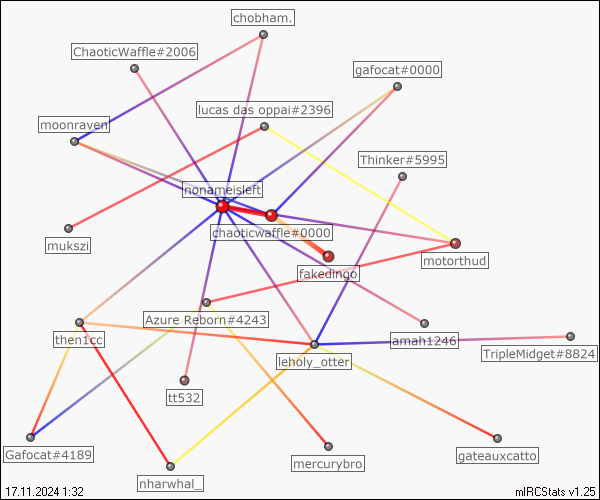 chobham.
ChaoticWaffle#2006
gafocat#0000
lucas das oppai#2396
moonraven
Thinker#5995
nonameisleft
chaoticwaffle#0000
mukszi
motorthud
fakedingo
Azure Reborn#4243
then1cc
amah1246
leholy_otter
TripleMidget#8824
tt532
Gafocat#4189
mercurybro
gateauxcatto
nharwhal_
17.11.2024 1:32
mIRCStats v1.25